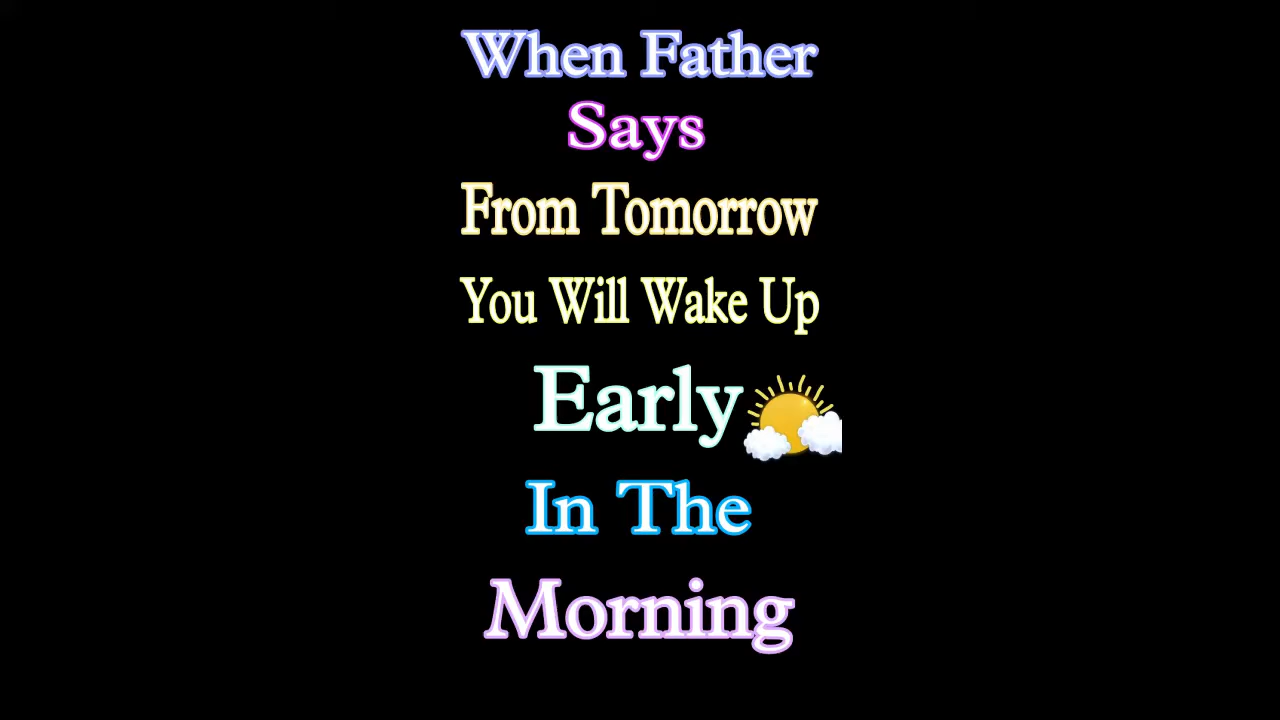 When Father
Says
From Tomorrow
You Will Wake Up
Early
In The
Morning